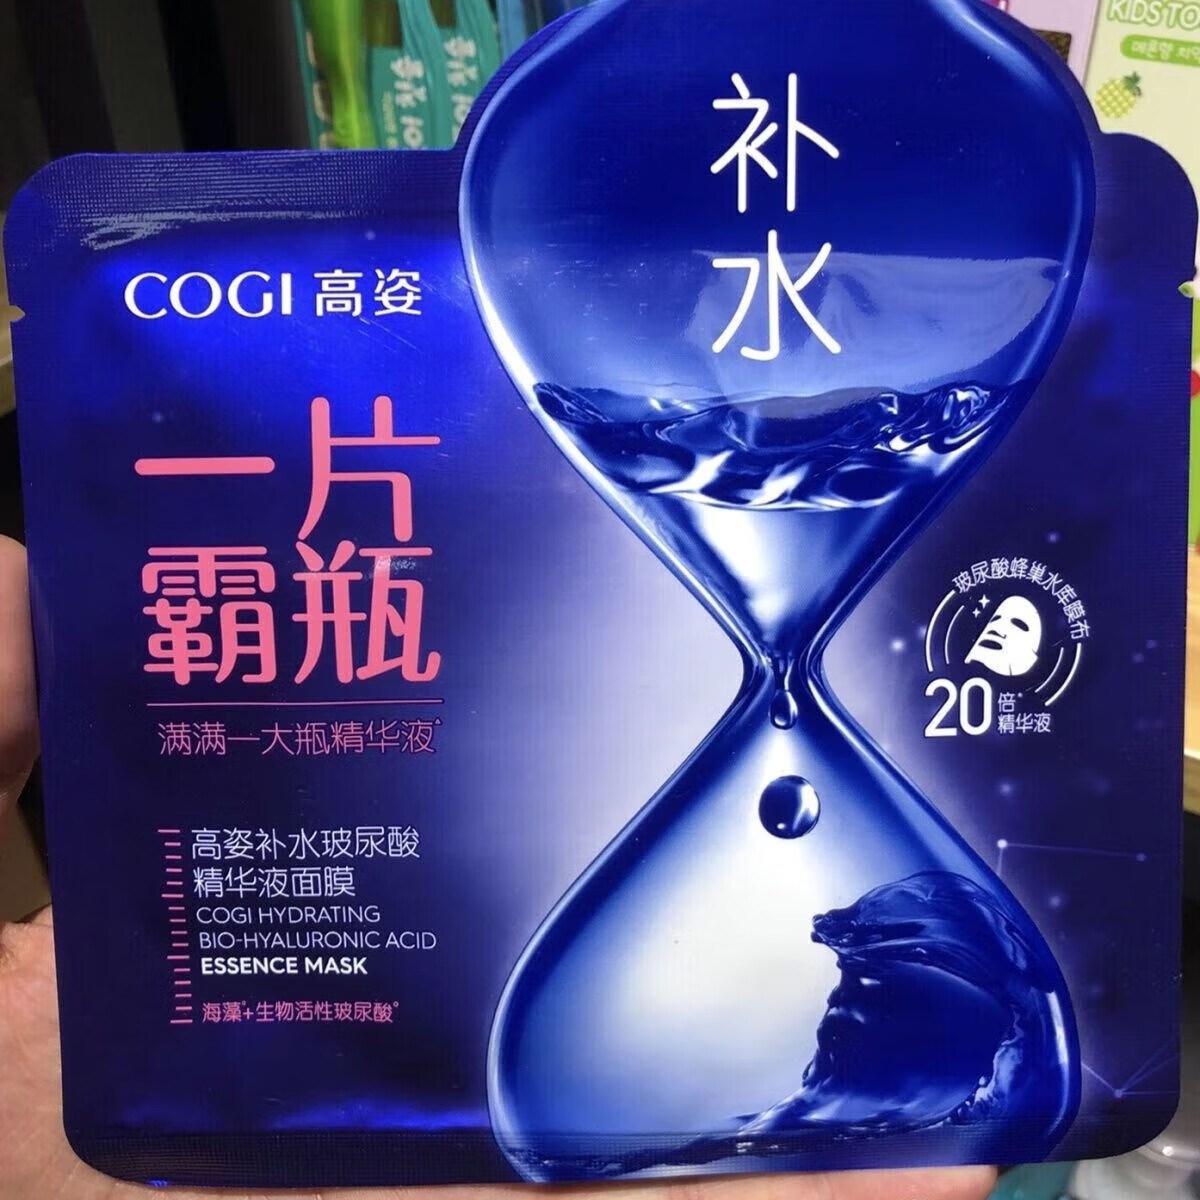 KIDS TO
补
水
COGI 高姿
一片
霸瓶
满满一大瓶精华液
玻尿酸蜂巢水库膜布
20倍*
精华液
高姿补水玻尿酸
精华液面膜
COGI HYDRATING
BIO-HYALURONIC ACID
ESSENCE MASK
海藻+生物活性玻尿酸